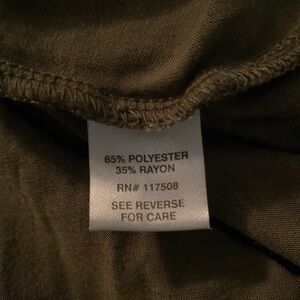 65% POLYESTER
35% RAYON
RN# 117508
SEE REVERSE
FOR CARE